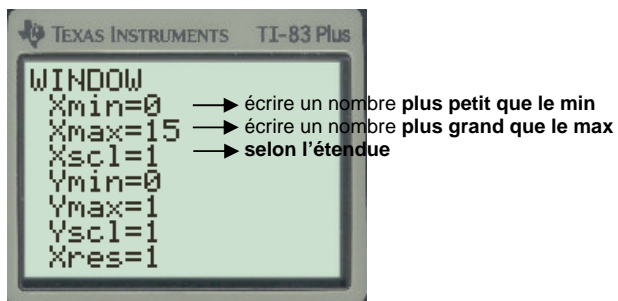 TEXAS INSTRUMENTS TI-83 Plus
WINDOW
Xmin=0 écrire un nombre plus petit que le min
Xmax=15 écrire un nombre plus grand que le max
Xscl=1 selon l'étendue
Ymin=0
Ymax=1
Yscl=1
Xres=1